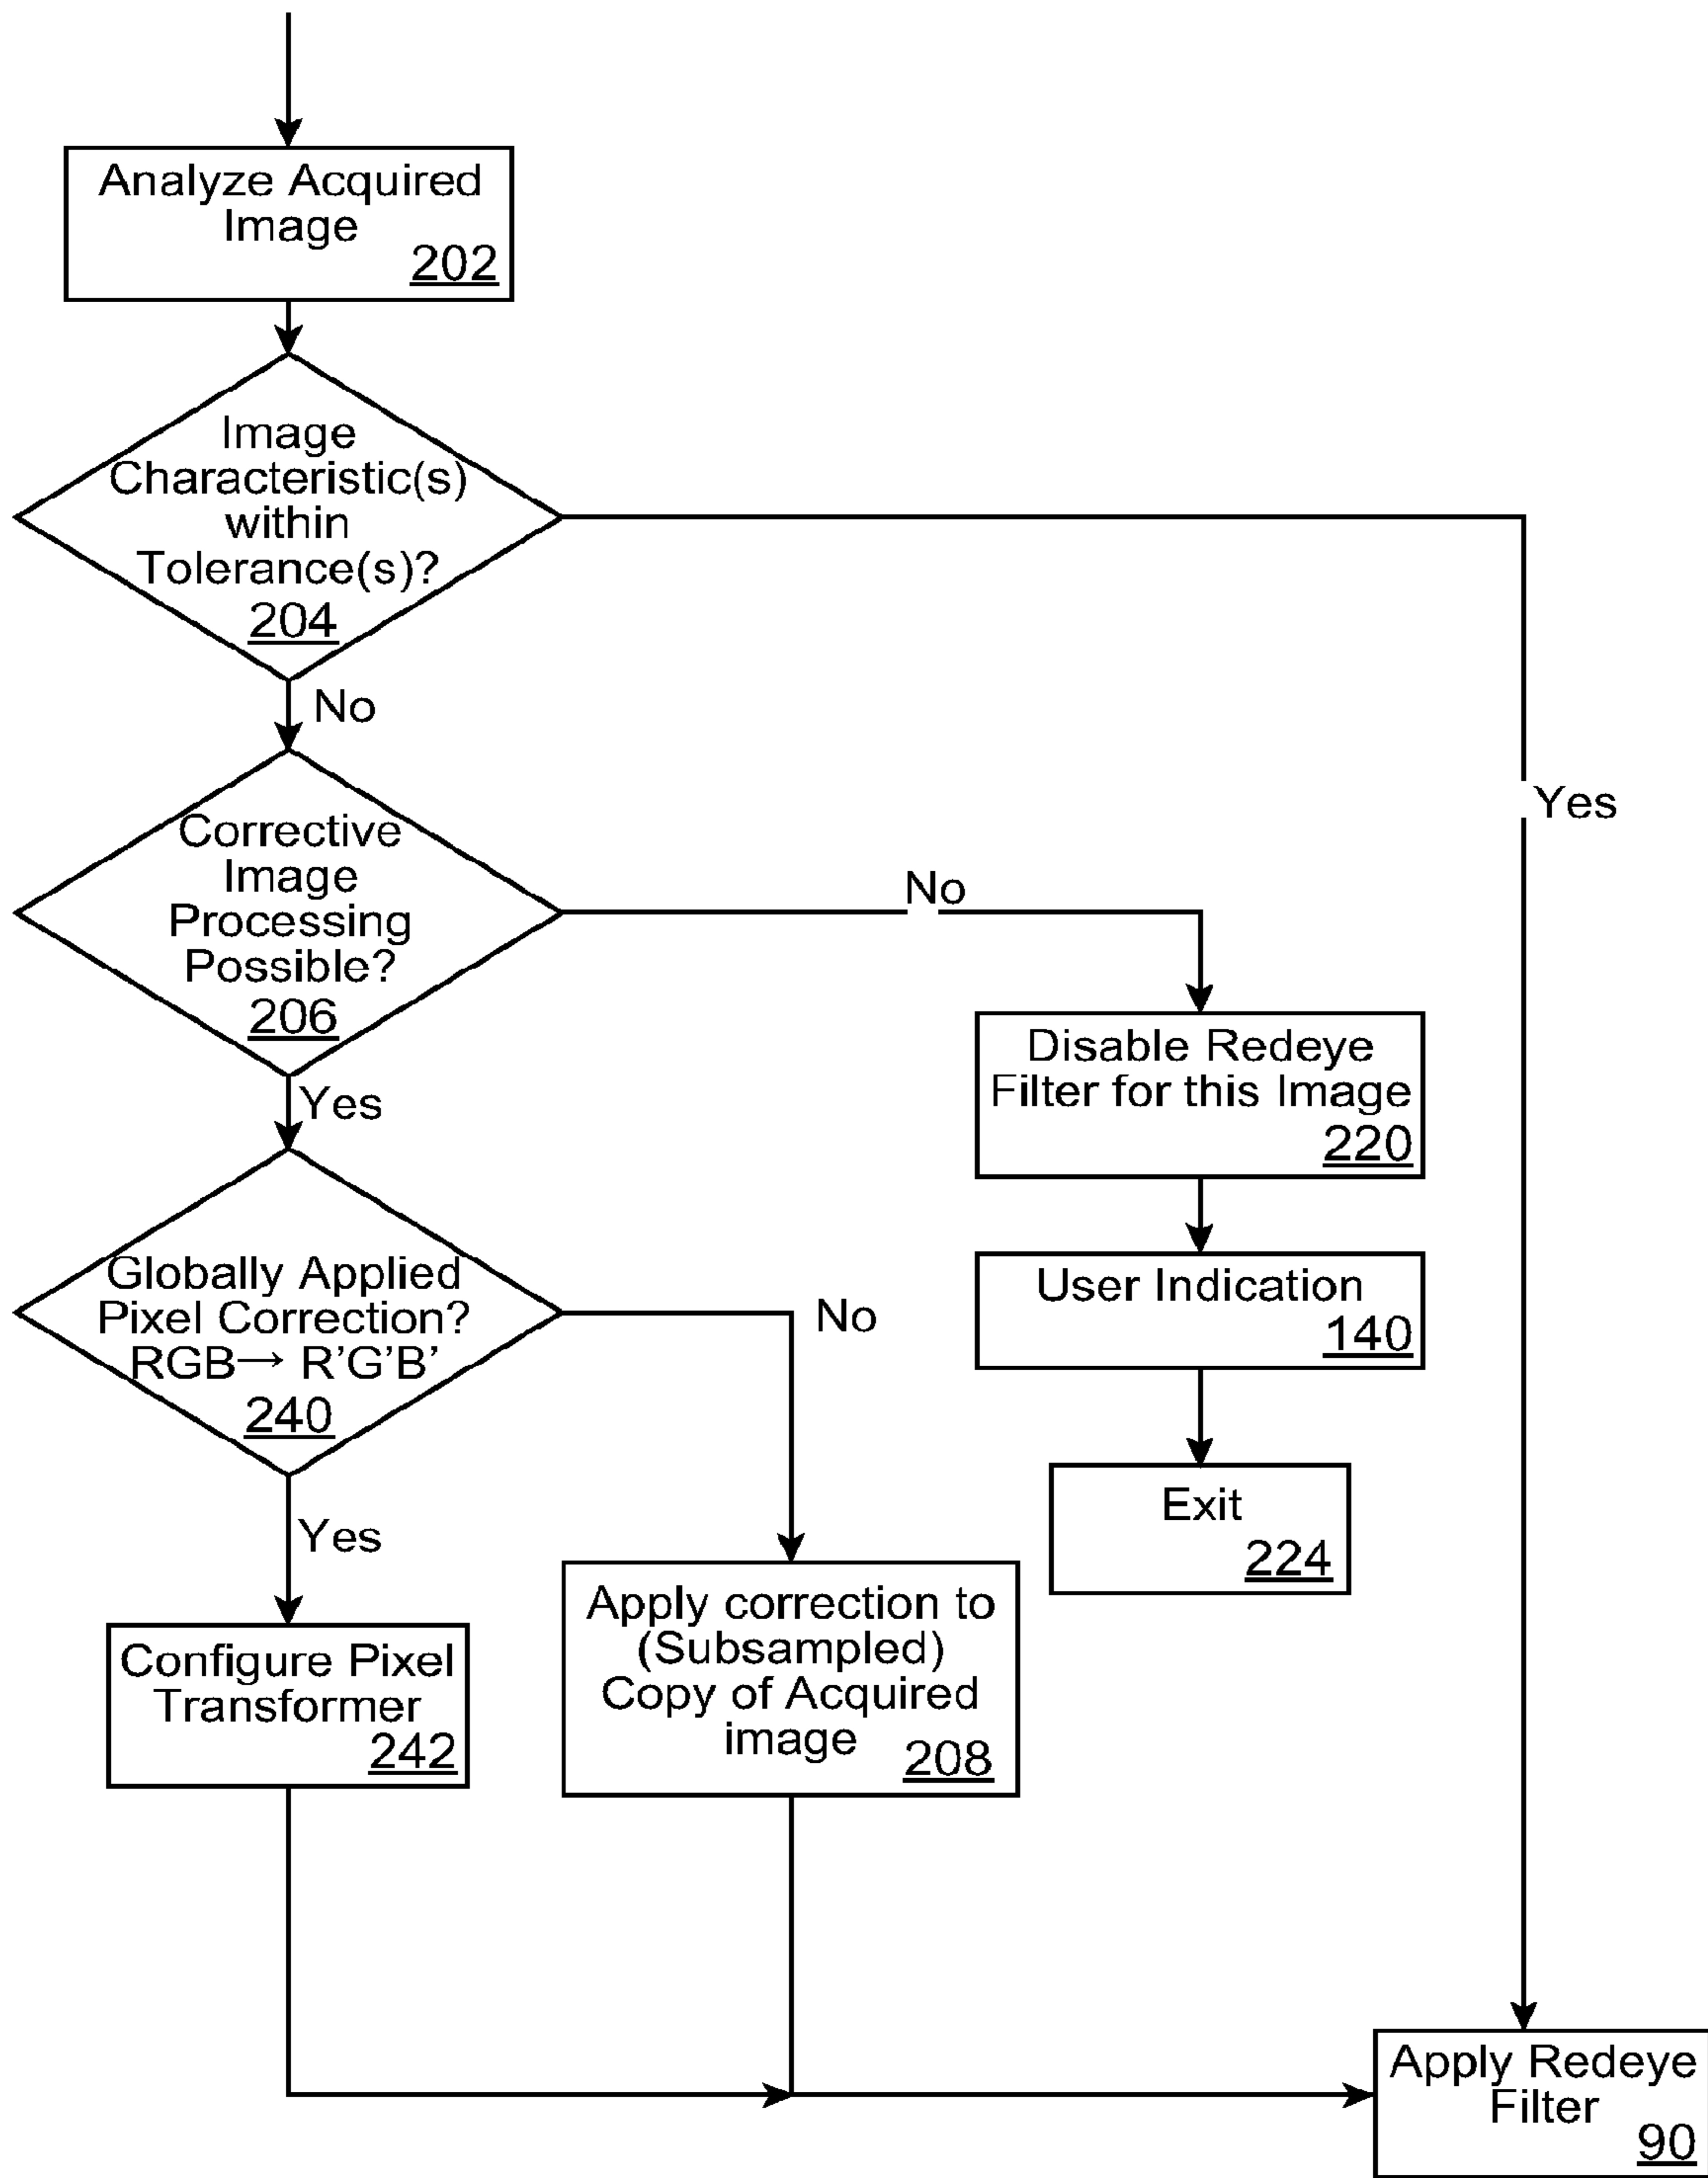 Analyze Acquired
Image
202
Image
Characteristic(s)
within
Tolerance(s)?
204
No
Yes
Corrective
Image
Processing
Possible?
206
No
Yes
Disable Redeye
Filter for this Image
220
User Indication
140
Exit
224
Globally Applied
Pixel Correction?
RGB→ R’G’B’
240
No
Yes
Configure Pixel
Transformer
242
Apply correction to
(Subsampled)
Copy of Acquired
image
208
Apply Redeye
Filter
90